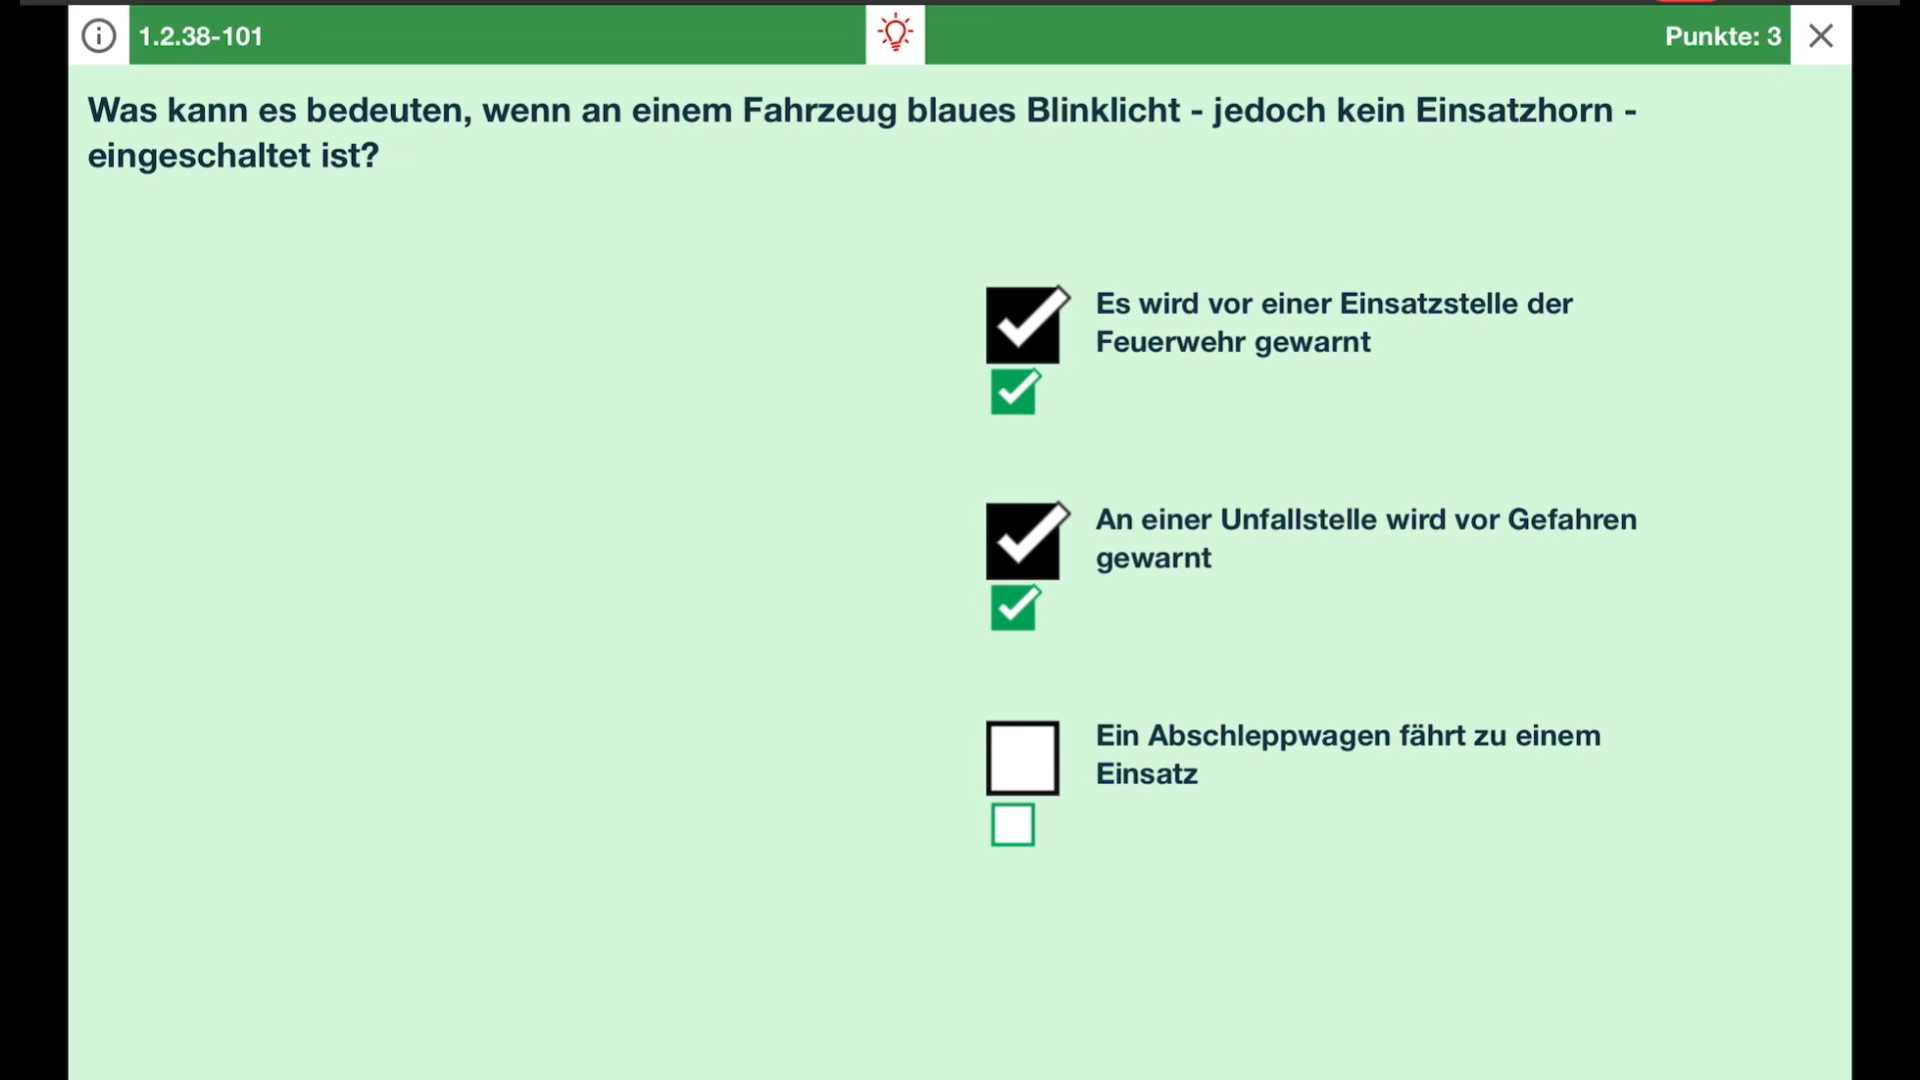 1.2.38-101
Punkte: 3
Was kann es bedeuten, wenn an einem Fahrzeug blaues Blinklicht - jedoch kein Einsatzhorn -
eingeschaltet ist?
Es wird vor einer Einsatzstelle der
Feuerwehr gewarnt
An einer Unfallstelle wird vor Gefahren
gewarnt
Ein Abschleppwagen fährt zu einem
Einsatz